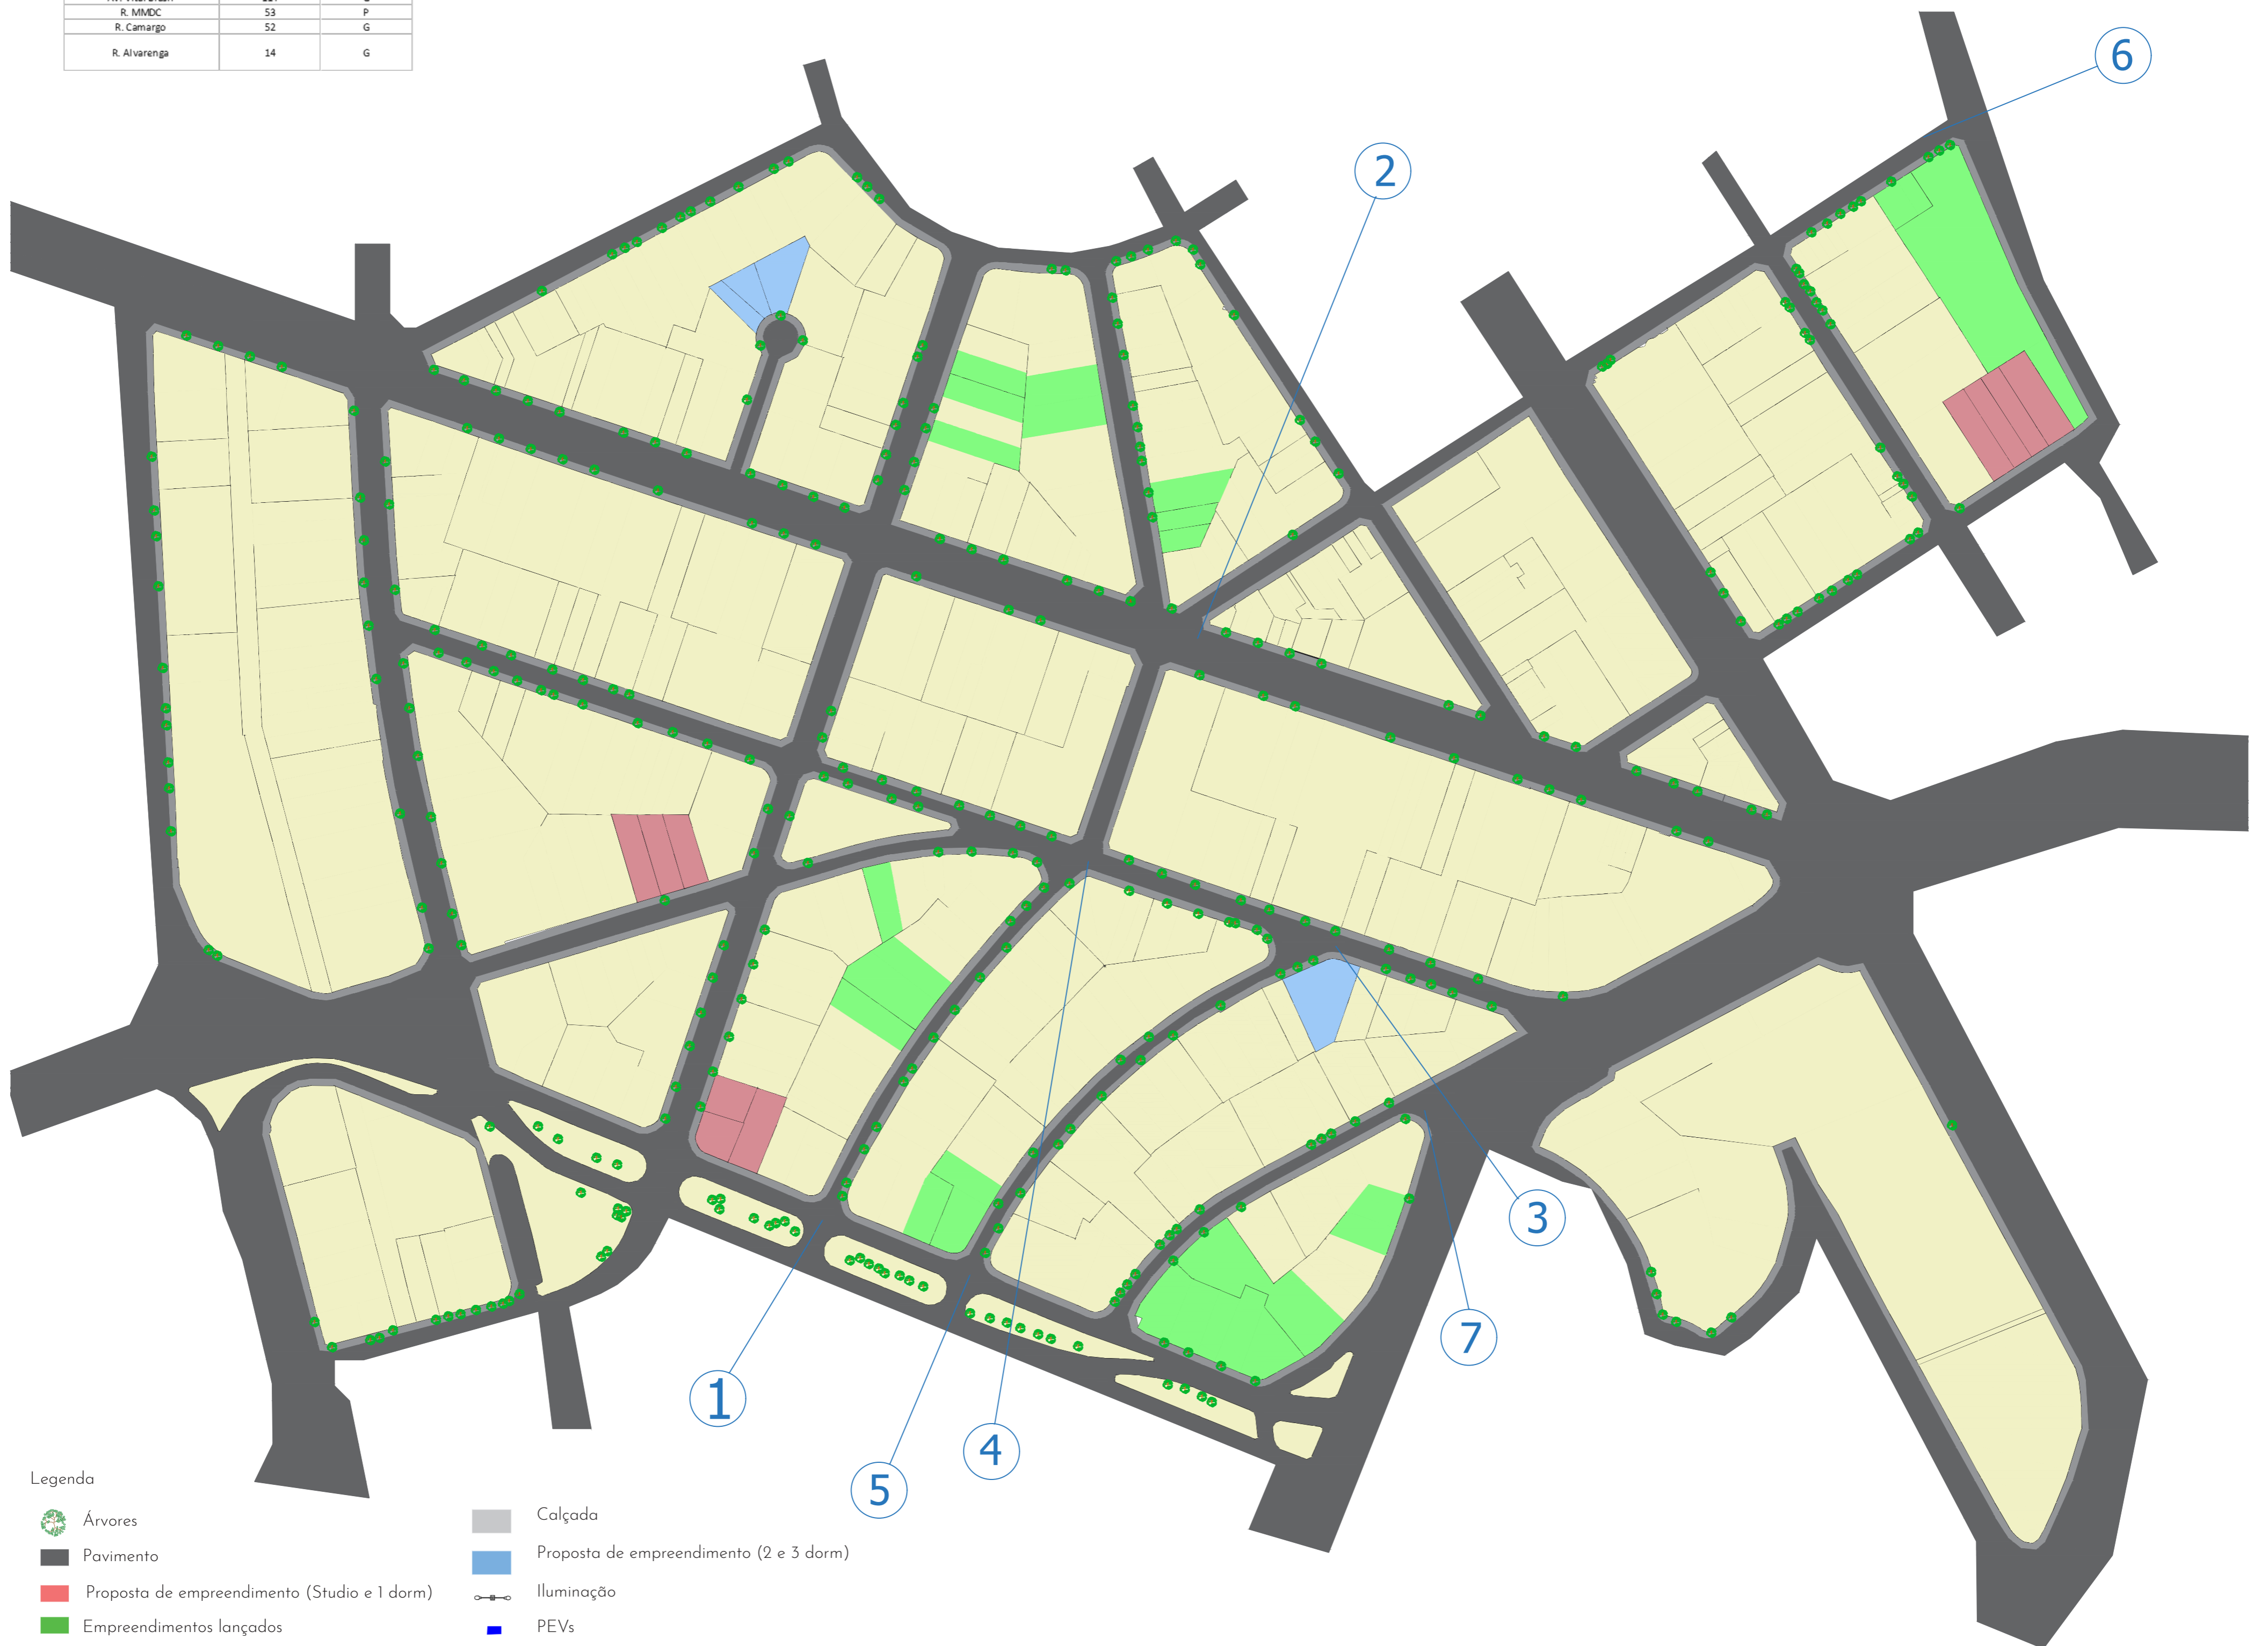 R. MMDC 53 P
R. Camargo 52 G
R. Alvarenga 14 G
6
2
3
7
1
4
5
Legenda
Árvores
Pavimento
Proposta de empreendimento (Studio e 1 dorm)
Empreendimentos lançados
Calçada
Proposta de empreendimento (2 e 3 dorm)
Iluminação
PEVs